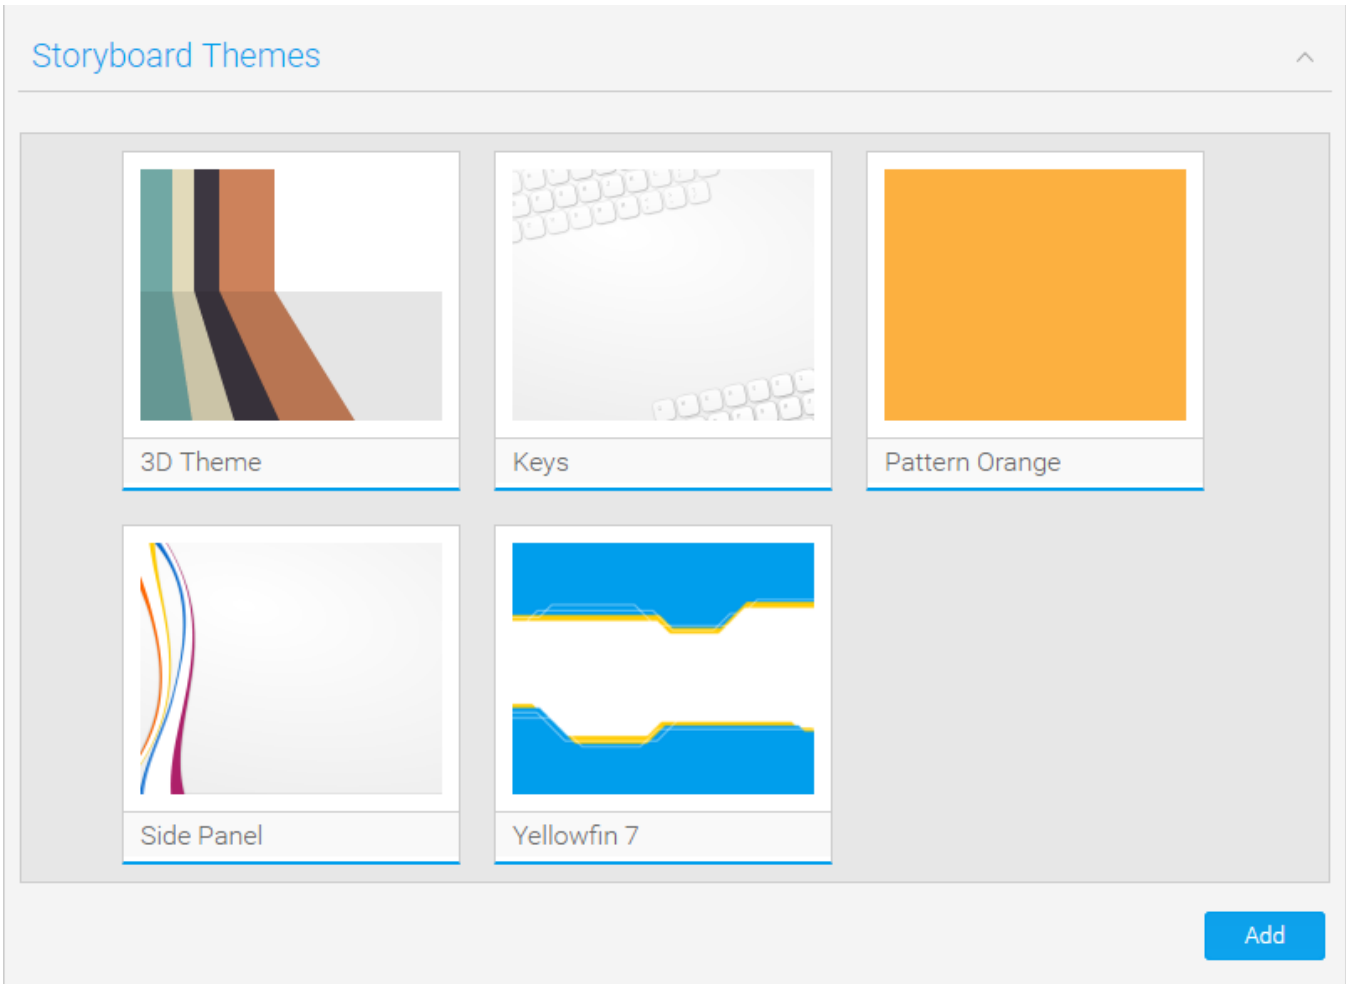 Storyboard Themes
3D Theme
Keys
Pattern Orange
Side Panel
Yellowfin 7
Add